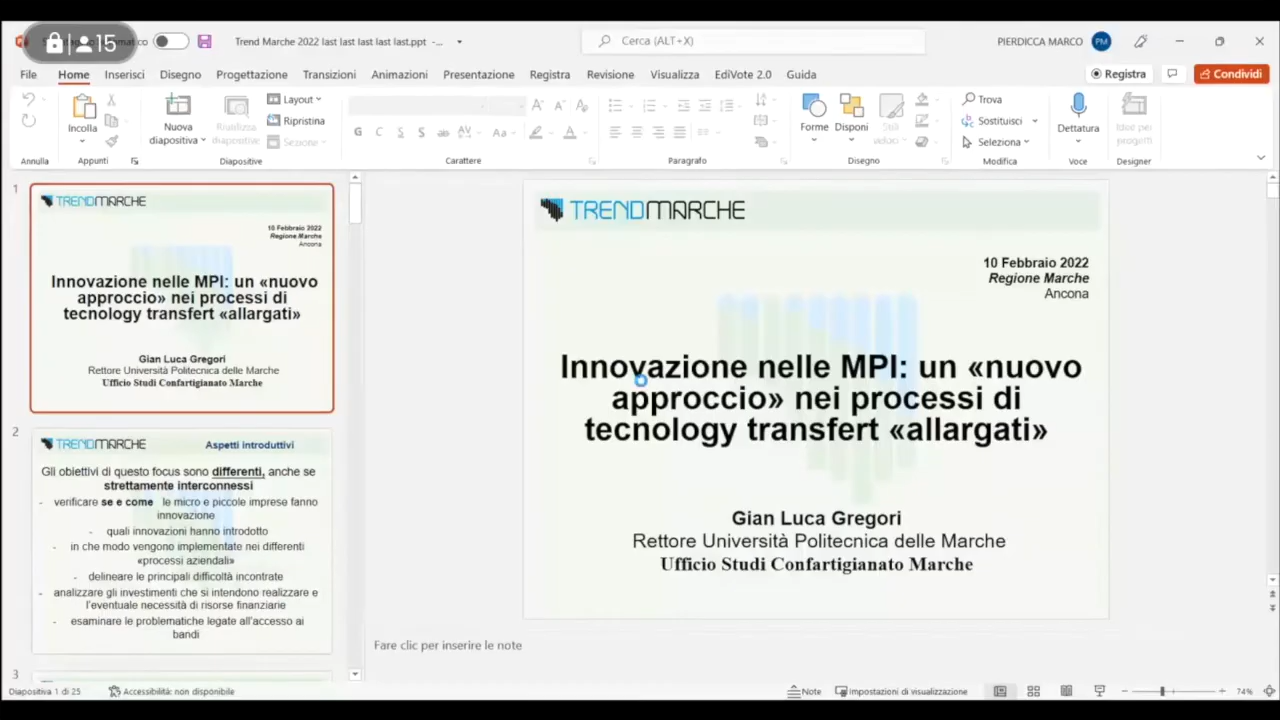 15
Trend Marche 2022 last last last last last.ppt -...
Cerca (ALT+X)
PIERDICCA MARCO
PM
File Home Inserisci Disegno Progettazione Transizioni Animazioni Presentazione Registra Revisione Visualizza EdiVote 2.0 Guida
Registra
Condividi
Incolla
Nuova
diapositiva
Riutilizza
diapositive
Layout
Ripristina
Sezione
G C S S ab AV Aa A
Forme
Disponi
Stili
veloci
Trova
Sostituisci
Seleziona
Dettatura
Idee per
progetti
Annulla Appunti Diapositive Carattere Paragrafo Disegno Modifica Voce Designer
1
TRENDMARCHE
10 Febbraio 2022
Regione Marche
Ancona
Innovazione nelle MPI: un «nuovo
approccio» nei processi di
tecnology transfert «allargati»
Gian Luca Gregori
Rettore Università Politecnica delle Marche
Ufficio Studi Confartigianato Marche
2
TRENDMARCHE
Aspetti introduttivi
Gli obiettivi di questo focus sono differenti, anche se
strettamente interconnessi
- verificare se e come le micro e piccole imprese fanno
innovazione
- quali innovazioni hanno introdotto
- in che modo vengono implementate nei differenti
«processi aziendali»
- delineare le principali difficoltà incontrate
- analizzare gli investimenti che si intendono realizzare e
l'eventuale necessità di risorse finanziarie
- esaminare le problematiche legate all'accesso ai
bandi
3
TRENDMARCHE
10 Febbraio 2022
Regione Marche
Ancona
Innovazione nelle MPI: un «nuovo
approccio» nei processi di
tecnology transfert «allargati»
Gian Luca Gregori
Rettore Università Politecnica delle Marche
Ufficio Studi Confartigianato Marche
Fare clic per inserire le note
Diapositiva 1 di 25
Accessibilità: non disponibile
Note
Impostazioni di visualizzazione
74%